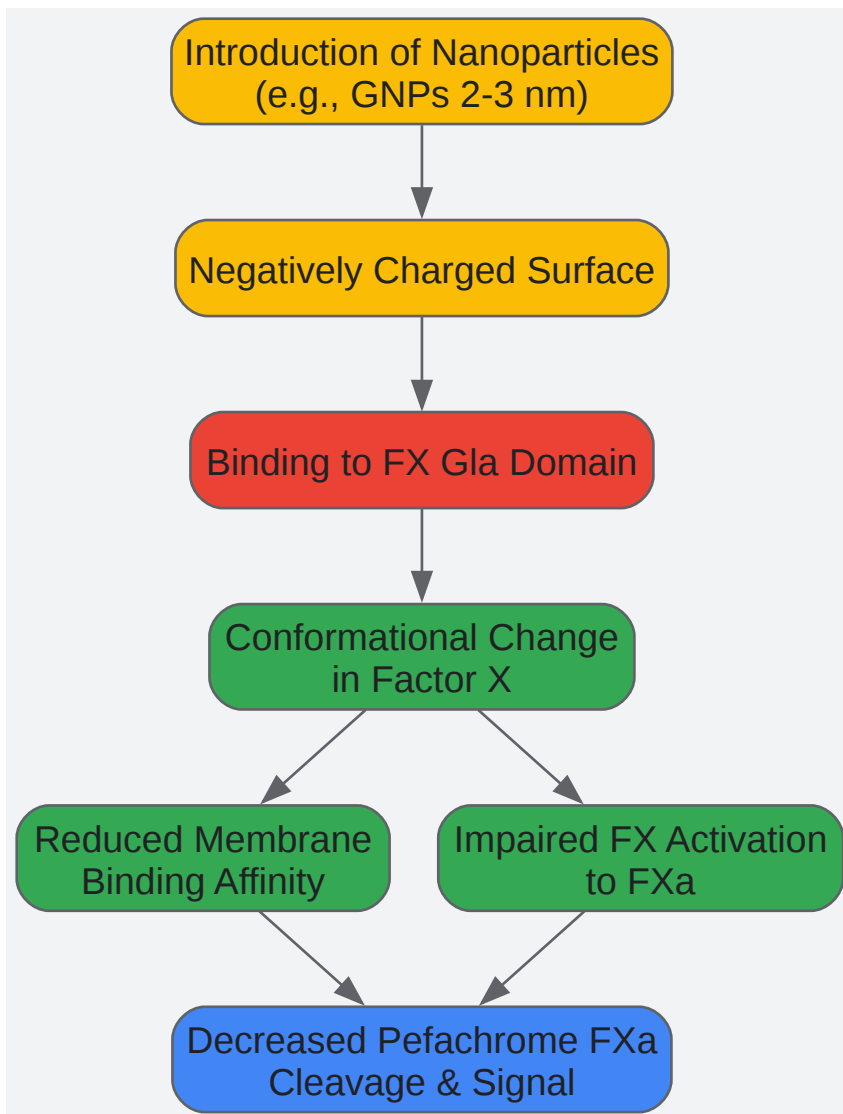 Introduction of Nanoparticles
(e.g., GNPs 2-3 nm)
Negatively Charged Surface
Binding to FX Gla Domain
Conformational Change
in Factor X
Reduced Membrane
Binding Affinity
Impaired FX Activation
to FXa
Decreased Pefachrome FXa
Cleavage & Signal